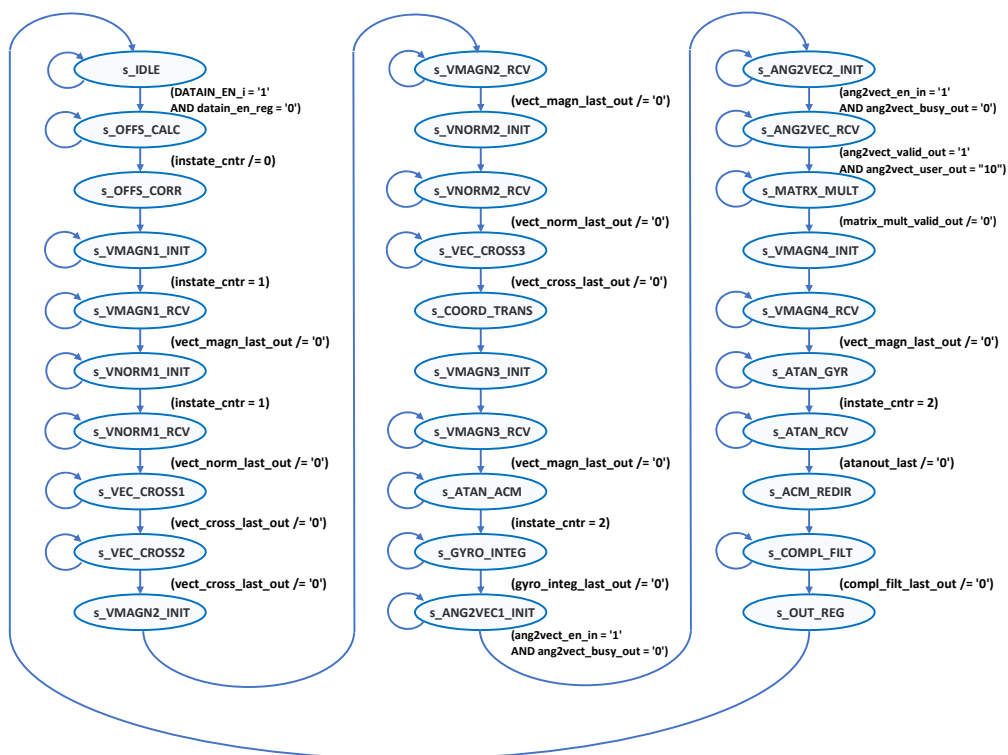 s_IDLE
(DATAIN_EN_i = '1'
AND datain_en_reg = '0')
s_OFFS_CALC
(instate_cntr /= 0)
s_OFFS_CORR
s_VMAGN1_INIT
(instate_cntr = 1)
s_VMAGN1_RCV
(vect_magn_last_out /= '0')
s_VNORM1_INIT
(instate_cntr = 1)
s_VNORM1_RCV
(vect_norm_last_out /= '0')
s_VEC_CROSS1
(vect_cross_last_out /= '0')
s_VEC_CROSS2
(vect_cross_last_out /= '0')
s_VMAGN2_INIT
s_VMAGN2_RCV
(vect_magn_last_out /= '0')
s_VNORM2_INIT
s_VNORM2_RCV
(vect_norm_last_out /= '0')
s_VEC_CROSS3
(vect_cross_last_out /= '0')
s_COORD_TRANS
s_VMAGN3_INIT
s_VMAGN3_RCV
(vect_magn_last_out /= '0')
s_ATAN_ACM
(instate_cntr = 2)
s_GYRO_INTEG
(gyro_integ_last_out /= '0')
s_ANG2VEC1_INIT
(ang2vect_en_in = '1'
AND ang2vect_busy_out = '0')
s_ANG2VEC2_INIT
(ang2vect_en_in = '1'
AND ang2vect_busy_out = '0')
s_ANG2VEC_RCV
(ang2vect_valid_out = '1'
AND ang2vect_user_out = "10")
s_MATRX_MULT
(matrix_mult_valid_out /= '0')
s_VMAGN4_INIT
s_VMAGN4_RCV
(vect_magn_last_out /= '0')
s_ATAN_GYR
(instate_cntr = 2)
s_ATAN_RCV
(atanout_last /= '0')
s_ACM_REDIR
s_COMPL_FILT
(compl_filt_last_out /= '0')
s_OUT_REG